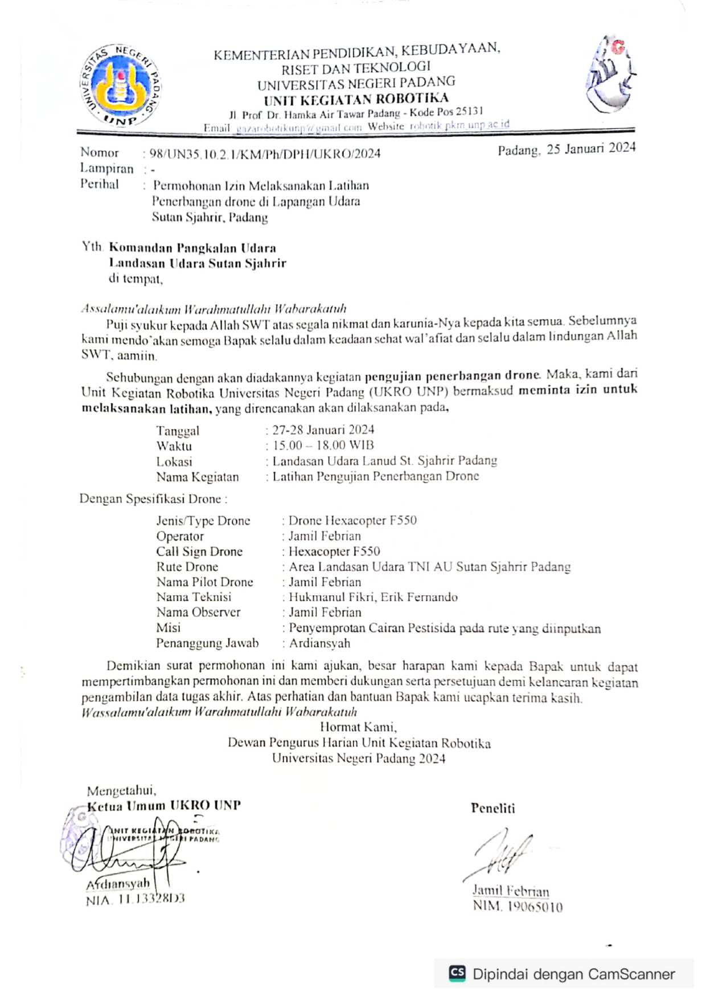 UNIVERSITAS NEGERI PADANG
UNP
G
KEMENTERIAN PENDIDIKAN, KEBUDAYAAN,
RISET DAN TEKNOLOGI
UNIVERSITAS NEGERI PADANG
UNIT KEGIATAN ROBOTIKA
Jl Prof Dr. Hamka Air Tawar Padang - Kode Pos 25131
Email gazarobotikunp@gmail com Website robotik pkm unp ac id
Nomor : 98/UN35.10.2.1/KM/Ph/DPH/UKRO/2024 Padang, 25 Januari 2024
Lampiran : -
Perihal : Permohonan Izin Melaksanakan Latihan
Penerbangan drone di Lapangan Udara
Sutan Sjahrir, Padang
Yth. Komandan Pangkalan Udara
Landasan Udara Sutan Sjahrir
di tempat,
Assalamu'alaikum Warahmatullahi Wabarakatuh
Puji syukur kepada Allah SWT atas segala nikmat dan karunia-Nya kepada kita semua. Sebelumnya
kami mendo'akan semoga Bapak selalu dalam keadaan sehat wal'afiat dan selalu dalam lindungan Allah
SWT, aamiin.
Sehubungan dengan akan diadakannya kegiatan pengujian penerbangan drone. Maka, kami dari
Unit Kegiatan Robotika Universitas Negeri Padang (UKRO UNP) bermaksud meminta izin untuk
melaksanakan latihan, yang direncanakan akan dilaksanakan pada,
Tanggal : 27-28 Januari 2024
Waktu : 15.00 – 18.00 WIB
Lokasi : Landasan Udara Lanud St. Sjahrir Padang
Nama Kegiatan : Latihan Pengujian Penerbangan Drone
Dengan Spesifikasi Drone :
Jenis/Type Drone : Drone Hexacopter F550
Operator : Jamil Febrian
Call Sign Drone : Hexacopter F550
Rute Drone : Area Landasan Udara TNI AU Sutan Sjahrir Padang
Nama Pilot Drone : Jamil Febrian
Nama Teknisi : Hukmanul Fikri, Erik Fernando
Nama Observer : Jamil Febrian
Misi : Penyemprotan Cairan Pestisida pada rute yang diinputkan
Penanggung Jawab : Ardiansyah
Demikian surat permohonan ini kami ajukan, besar harapan kami kepada Bapak untuk dapat
mempertimbangkan permohonan ini dan memberi dukungan serta persetujuan demi kelancaran kegiatan
pengambilan data tugas akhir. Atas perhatian dan bantuan Bapak kami ucapkan terima kasih.
Wassalamu'alaikum Warahmatullahi Wabarakatuh
Hormat Kami,
Dewan Pengurus Harian Unit Kegiatan Robotika
Universitas Negeri Padang 2024
Mengetahui,
Ketua Umum UKRO UNP
UNIT KEGIATAN ROBOTIKA
UNIVERSITAS NEGERI PADANG
Ardiansyah
NIA. 11.13328D3
Peneliti
Jamil Febrian
NIM. 19065010
CS Dipindai dengan CamScanner